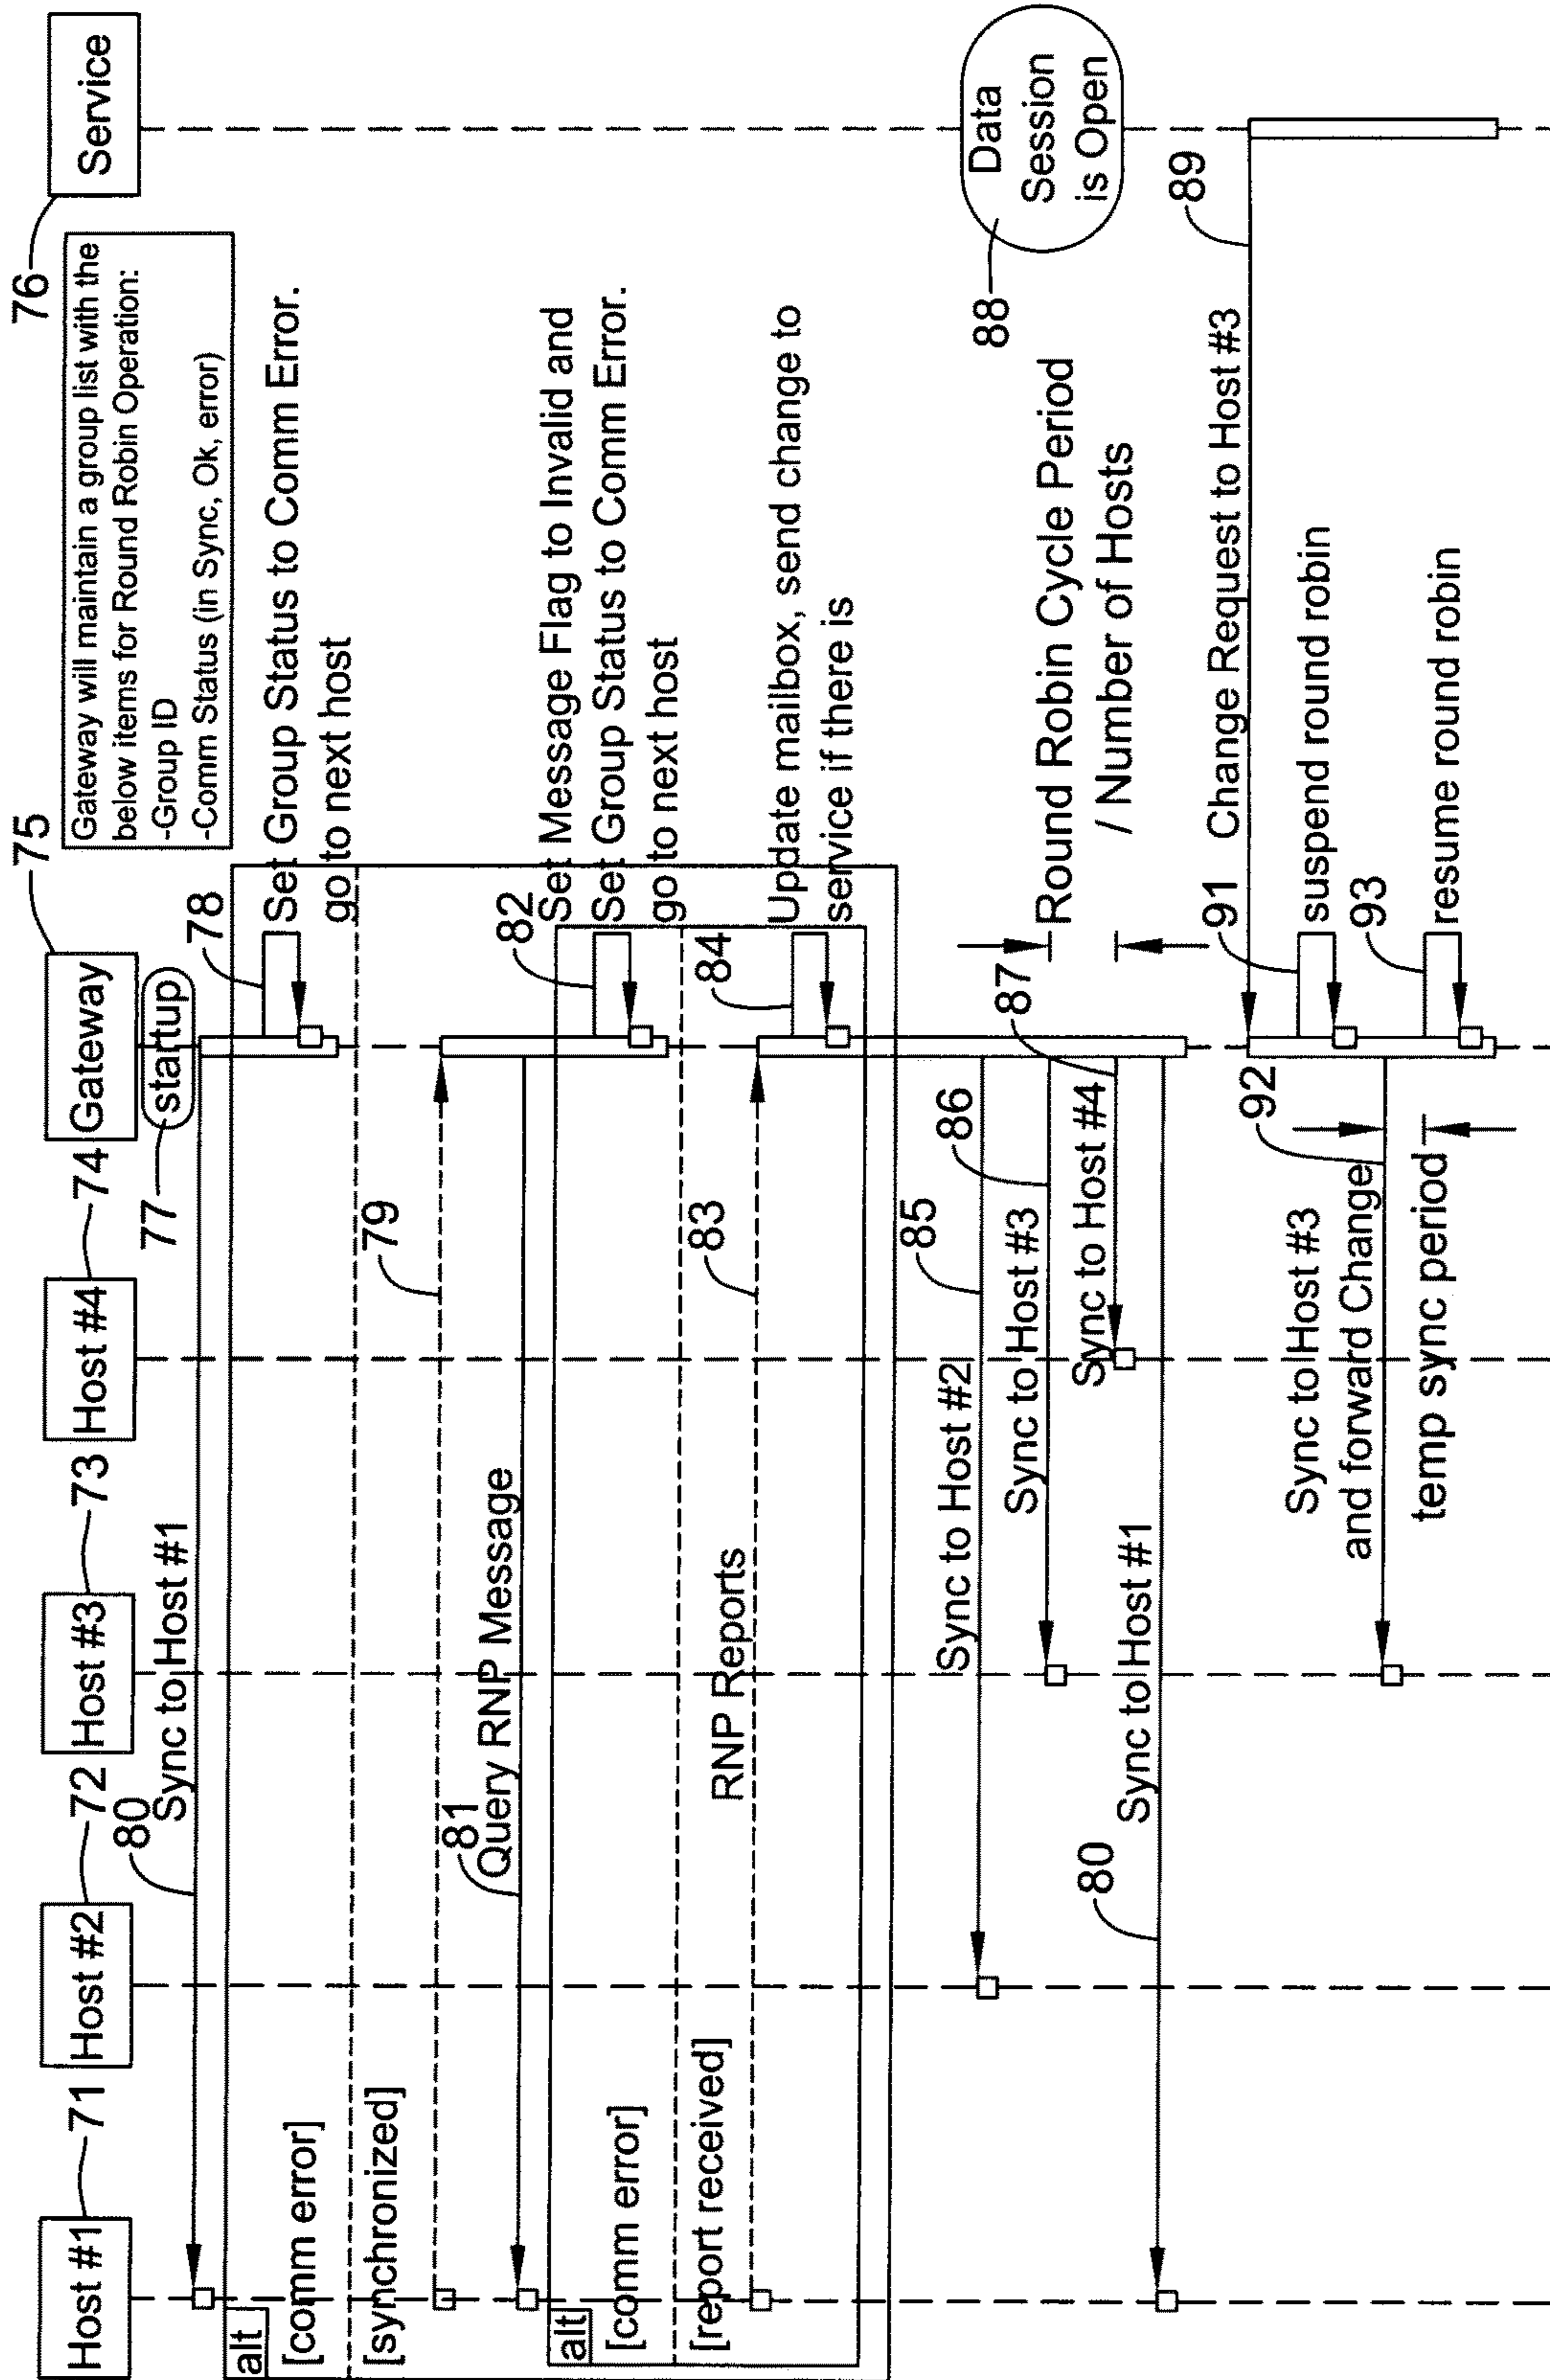 Host #1
71
Host #2
72
Host #3
73
Host #4
74
Gateway
75
Service
76
Gateway will maintain a group list with the
below items for Round Robin Operation:
-Group ID
-Comm Status (in Sync, Ok, error)
77
startup
80
Sync to Host #1
alt
[comm error]
78
Set Group Status to Comm Error.
go to next host
[synchronized]
79
81
Query RNP Message
alt
[comm error]
82
Set Message Flag to Invalid and
Set Group Status to Comm Error.
go to next host
[report received]
RNP Reports
83
84
Update mailbox, send change to
service if there is
Sync to Host #2
85
Sync to Host #3
86
Sync to Host #4
87
Round Robin Cycle Period
/ Number of Hosts
88
Data
Session
is Open
80
Sync to Host #1
Change Request to Host #3
89
91
suspend round robin
Sync to Host #3
and forward Change
92
temp sync period
93
resume round robin